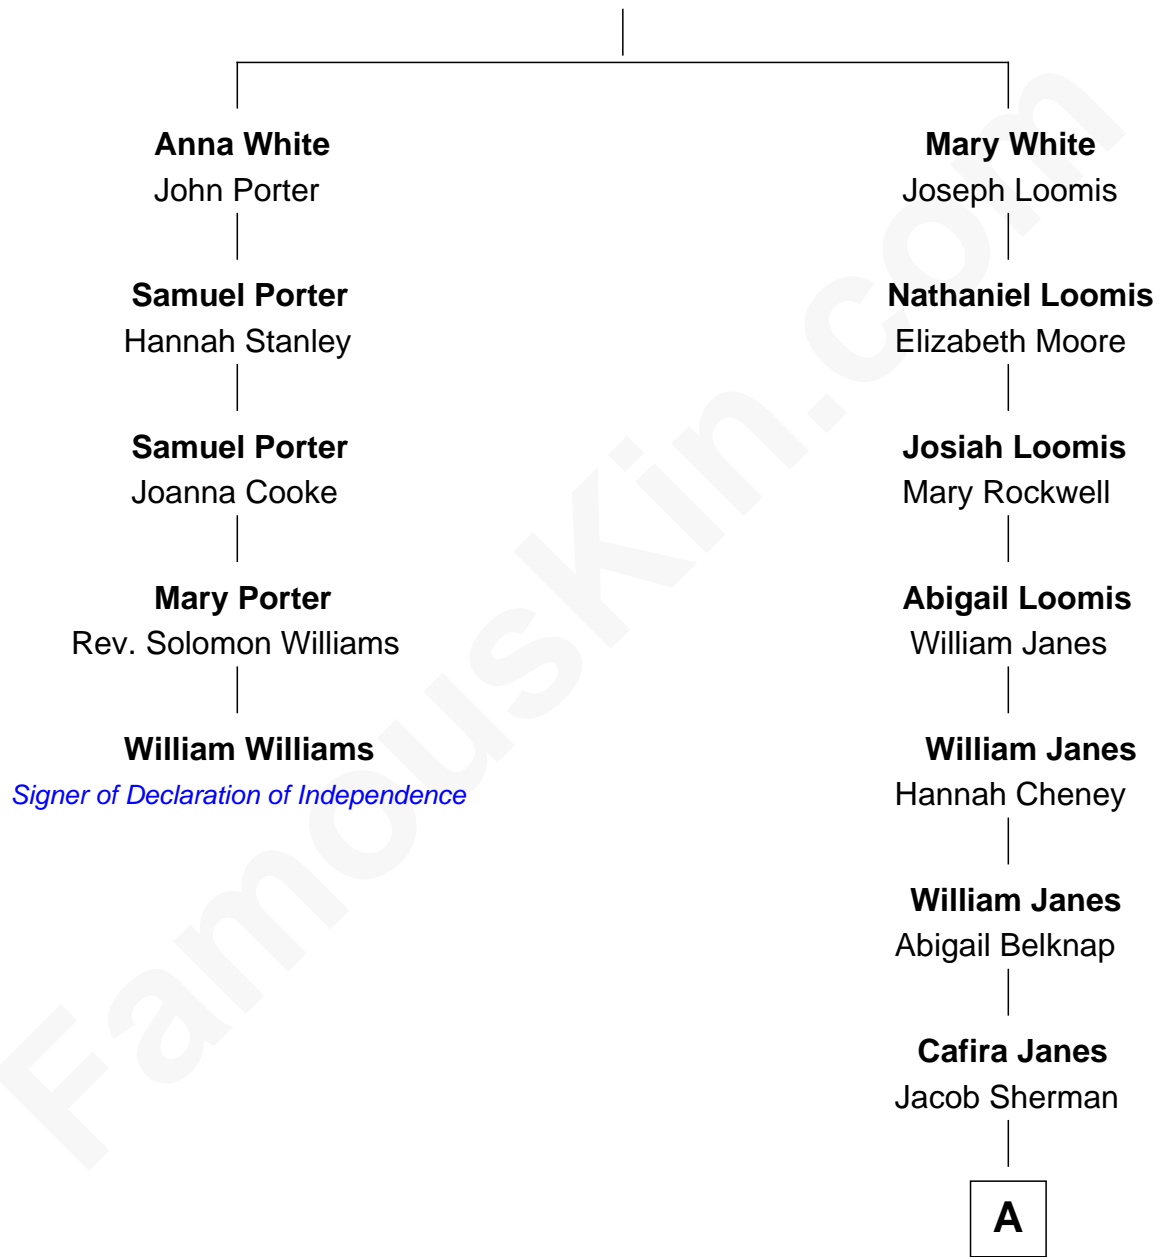 Anna White
John Porter
Samuel Porter
Hannah Stanley
Samuel Porter
Joanna Cooke
Mary Porter
Rev. Solomon Williams
William Williams
Signer of Declaration of Independence
Mary White
Joseph Loomis
Nathaniel Loomis
Elizabeth Moore
Josiah Loomis
Mary Rockwell
Abigail Loomis
William Janes
William Janes
Hannah Cheney
William Janes
Abigail Belknap
Cafira Janes
Jacob Sherman
A
FamousKin.com